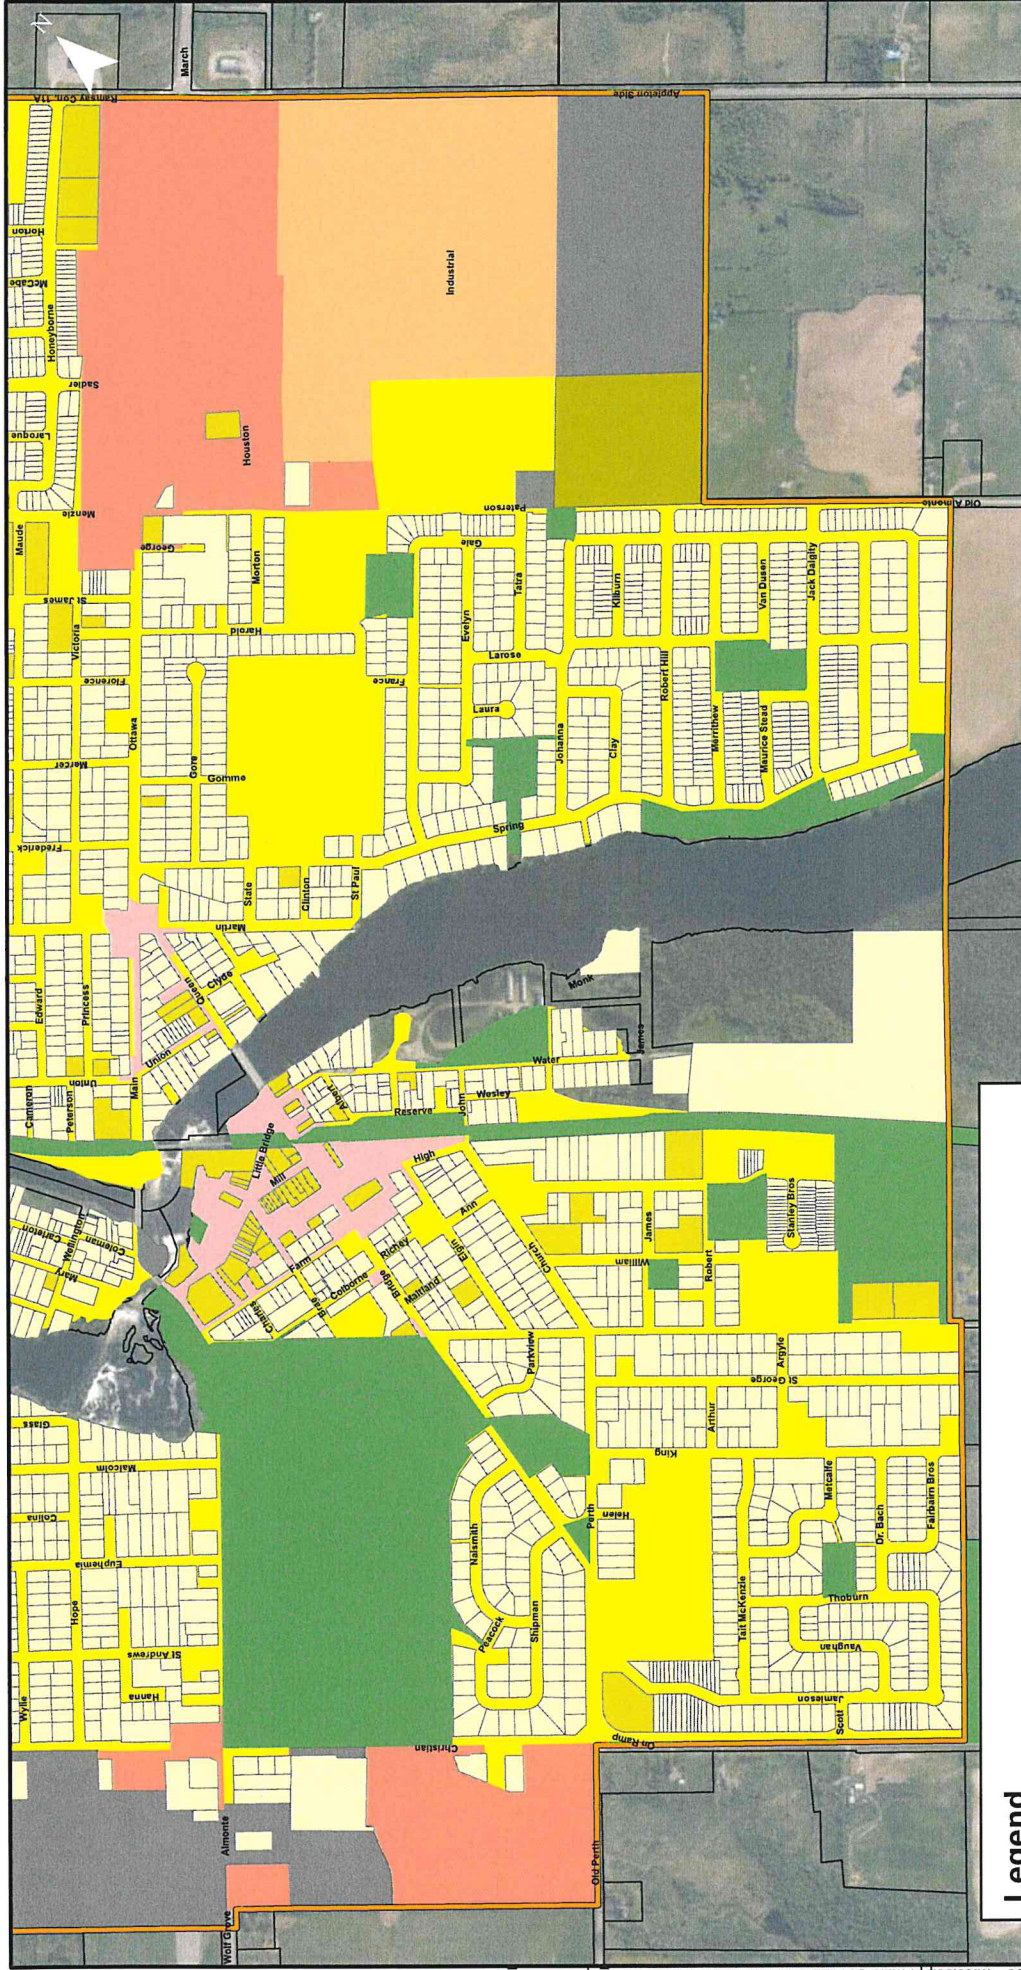 N
March
Ramsay Con. 11A
Appleton Side
Horton
McCabe
Honeyborne
Sadler
Laroque
Menzie
Maude
Houston
Industrial
George
St James
Victoria
Morton
Harold
Florence
Ottawa
Mercer
Gore
Gomme
Frederick
State
Clinton
St Paul
Martin
Paterson
Gale
Tatra
Evelyn
France
Larose
Laura
Johanna
Spring
Kilburn
Clay
Robert Hill
Van Dusen
Jack Dalgity
Merrithew
Maurice Stead
Old Almonte
Edward
Princess
Queen
Clyde
Union
Union
Cameron
Peterson
Main
Monk
James
Water
Albert
Reserve
John
Wesley
Little Bridge
Mill
High
Ann
Carleton
Wellington
Coleman
Mary
Farm
Charles
Brae
Colborne
Richey
Bridge
Maitland
Elgin
Church
James
William
Robert
Stanley Bros
Parkview
Argyle
St George
Arthur
King
Glass
Malcolm
Colina
Euphemia
Hope
St Andrews
Hanna
Wylie
Naismith
Peacock
Shipman
Perth
Helen
Metcalfe
Dr. Bach
Fairbairn Bros
Thoburn
Tait McKenzie
Vaughan
Jamieson
Scott
On Ramp
Christian
Almonte
Old Perth
Wolf Grove
Legend